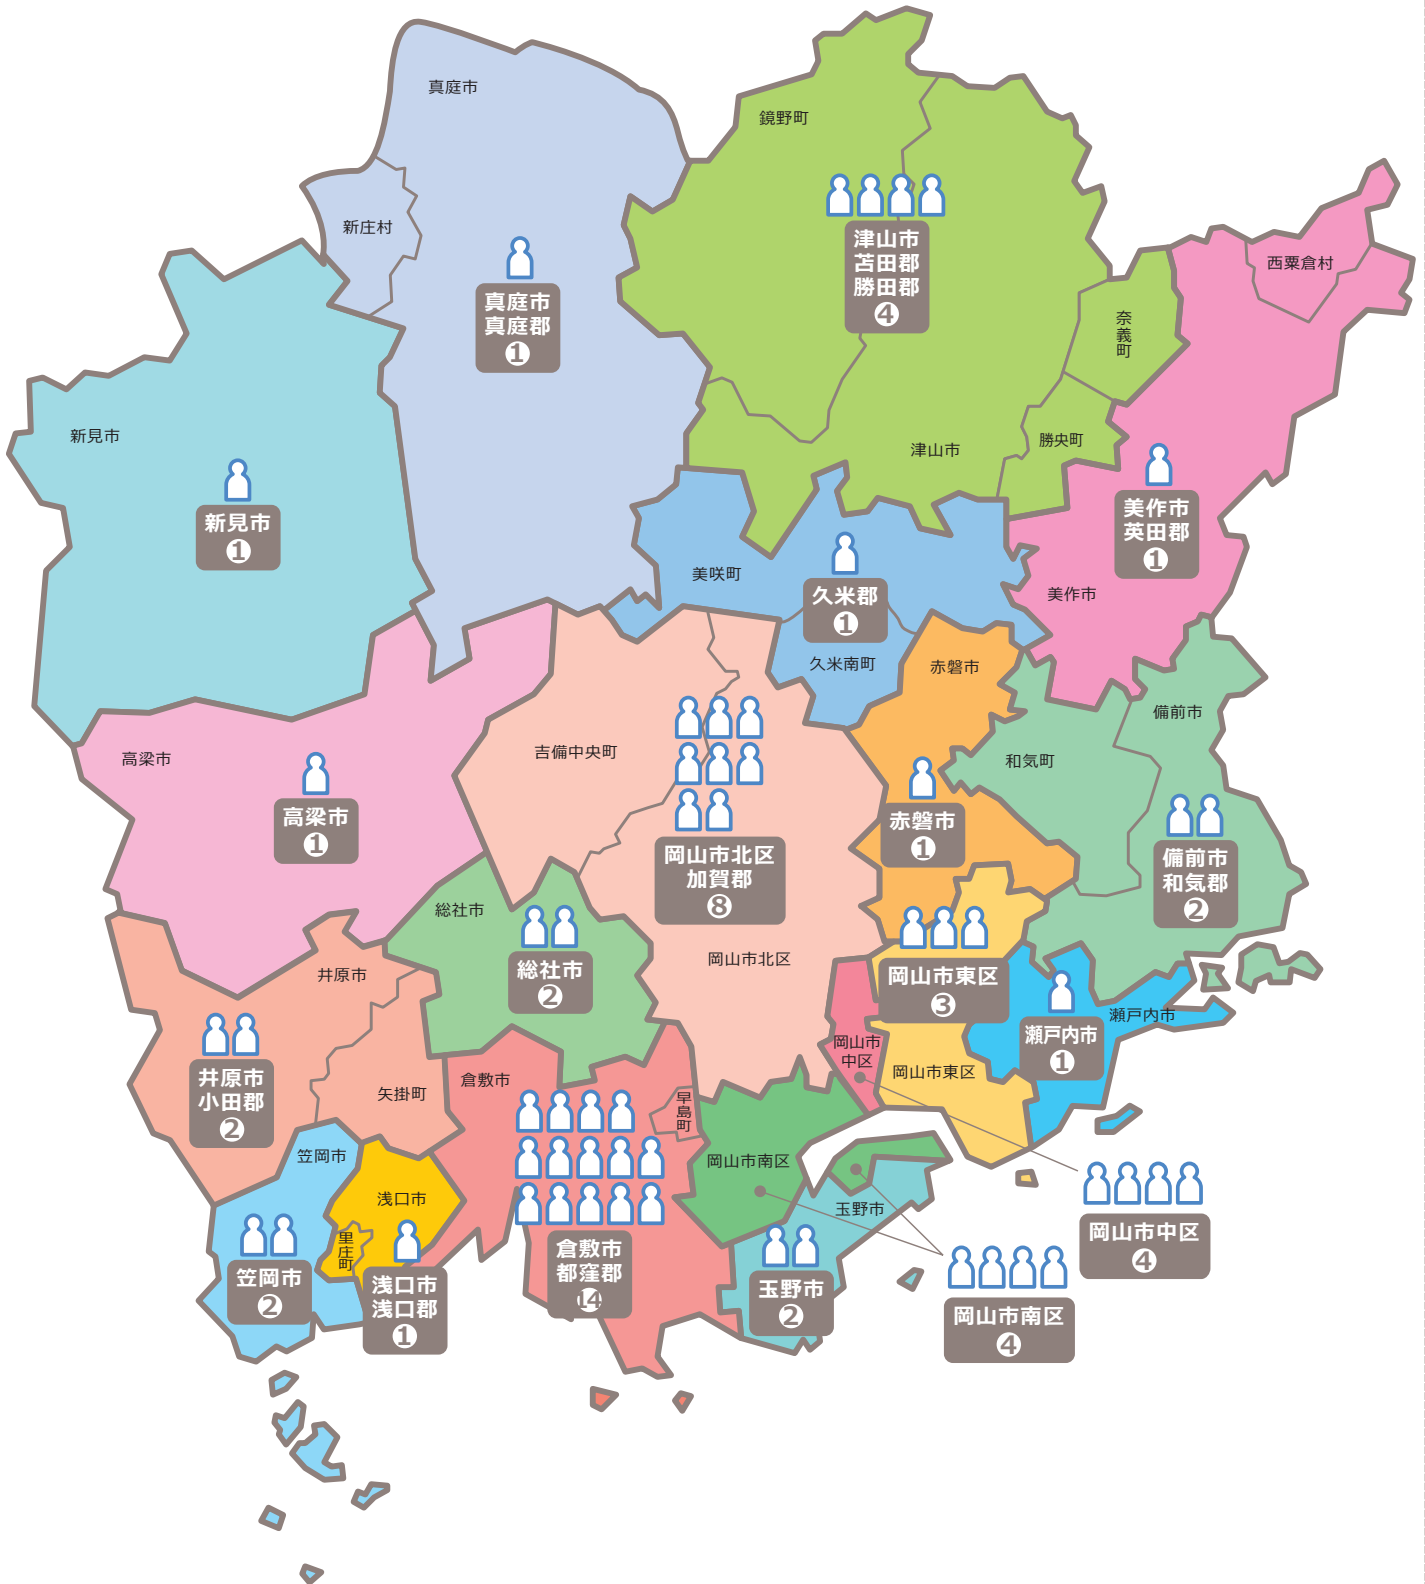 真庭市
鏡野町
新庄村
西粟倉村
津山市
苫田郡
勝田郡
4
真庭市
真庭郡
1
奈義町
新見市
津山市
勝央町
新見市
1
美作市
英田郡
1
美咲町
久米郡
1
美作市
久米南町
赤磐市
備前市
高梁市
吉備中央町
和気町
高梁市
1
赤磐市
1
岡山市北区
加賀郡
8
備前市
和気郡
2
総社市
井原市
岡山市北区
総社市
2
岡山市東区
3
瀬戸内市
瀬戸内市
1
岡山市
中区
岡山市東区
井原市
小田郡
2
倉敷市
矢掛町
早島町
笠岡市
岡山市南区
浅口市
玉野市
里庄町
岡山市中区
4
倉敷市
都窪郡
14
笠岡市
2
浅口市
浅口郡
1
玉野市
2
岡山市南区
4